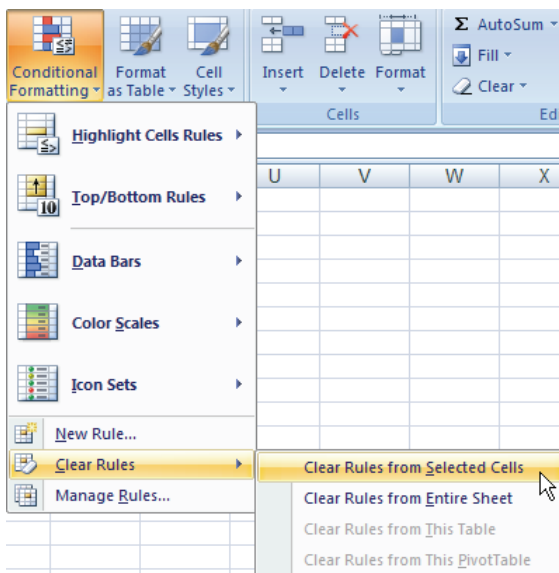 Σ AutoSum
Fill
Clear
Conditional Formatting
Format as Table
Cell Styles
Insert
Delete
Format
Cells
Ed
Highlight Cells Rules
Top/Bottom Rules
10
Data Bars
Color Scales
Icon Sets
New Rule...
Clear Rules
Manage Rules...
U V W X
Clear Rules from Selected Cells
Clear Rules from Entire Sheet
Clear Rules from This Table
Clear Rules from This PivotTable